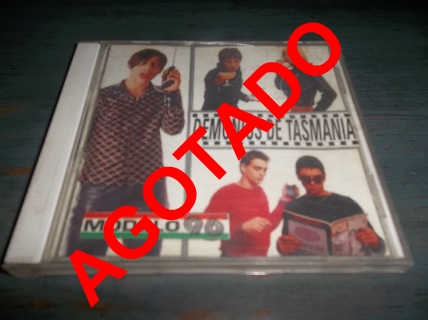 DEMONIOS DE TASMANIA
MODELO 96
AGOTADO